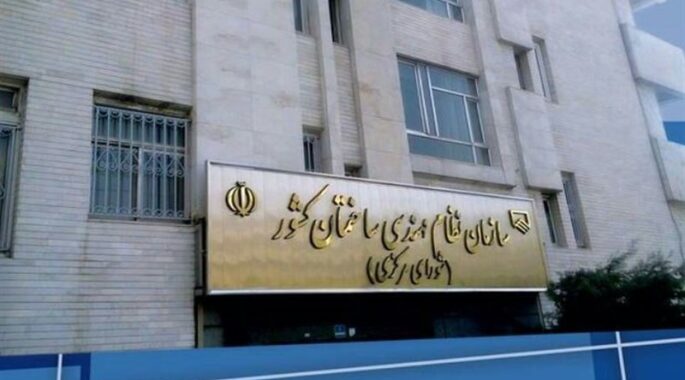 سازمان نظام مهندسی ساختمان کشور
(شورای مرکزی)